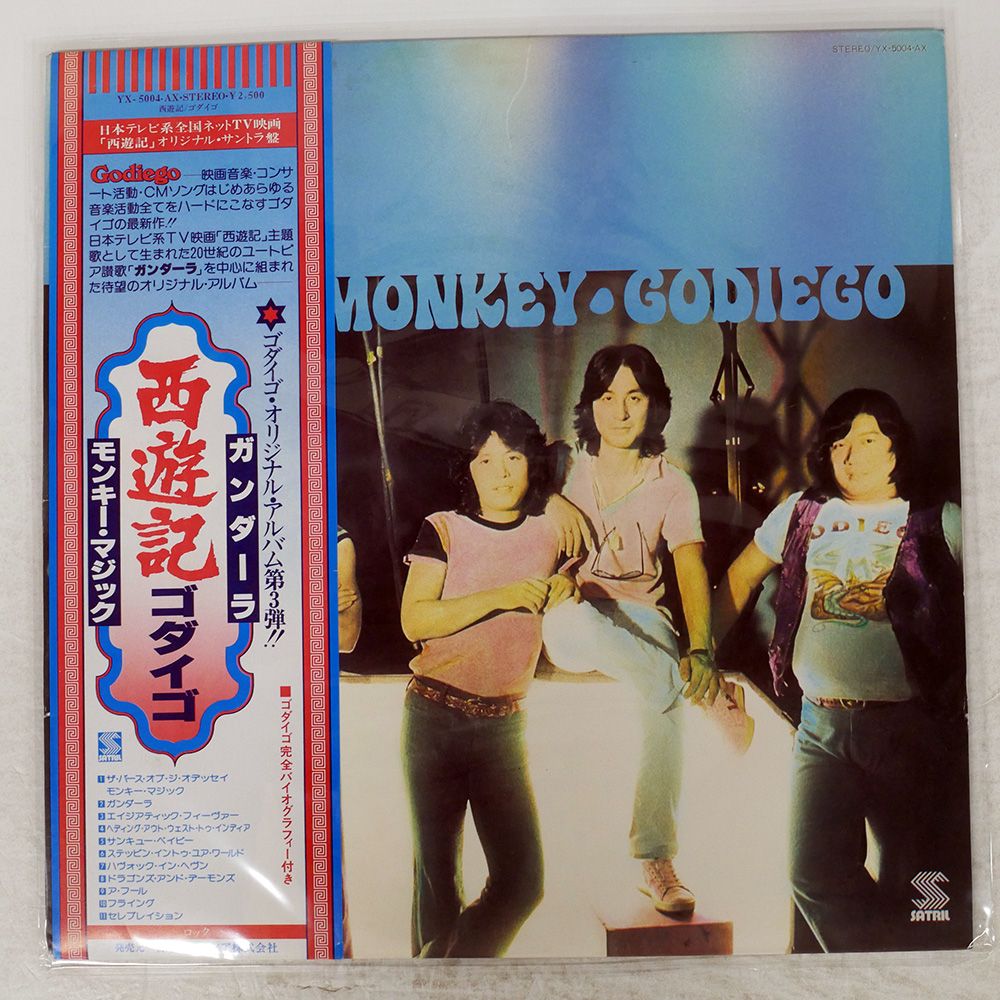 STEREO/YX-5004-AX
YX-5004-AX・STEREO・¥2,500
西遊記/ゴダイゴ
日本テレビ系全国ネットTV映画
「西遊記」オリジナル・サントラ盤
Godiego──映画音楽・コンサ
ート活動・CMソングはじめあらゆる
音楽活動全てをハードにこなすゴダ
イゴの最新作!!
日本テレビ系TV映画「西遊記」主題
歌として生まれた20世紀のユートピ
ア讃歌「ガンダーラ」を中心に組まれ
た待望のオリジナル・アルバム──
MONKEY・GODIEGO
ゴダイゴ・オリジナル・アルバム第3弾!!
ガンダーラ
西遊記 ゴダイゴ
モンキー・マジック
■ゴダイゴ完全バイオグラフィー付き
GODIEGO
SATRIL
1 ザ・バース・オブ・ジ・オデッセイ
モンキー・マジック
2 ガンダーラ
3 エイジアティック・フィーヴァー
4 ヘディング・アウト・ウェスト・トゥ・インディア
5 サンキュー・ベイビー
6 ステッピン・イントゥ・ユア・ワールド
7 ハヴォック・イン・ヘヴン
8 ドラゴンズ・アンド・デーモンズ
9 ア・フール
10 フライング
11 セレブレイション
ロック
発売元
株式会社
SATRIL